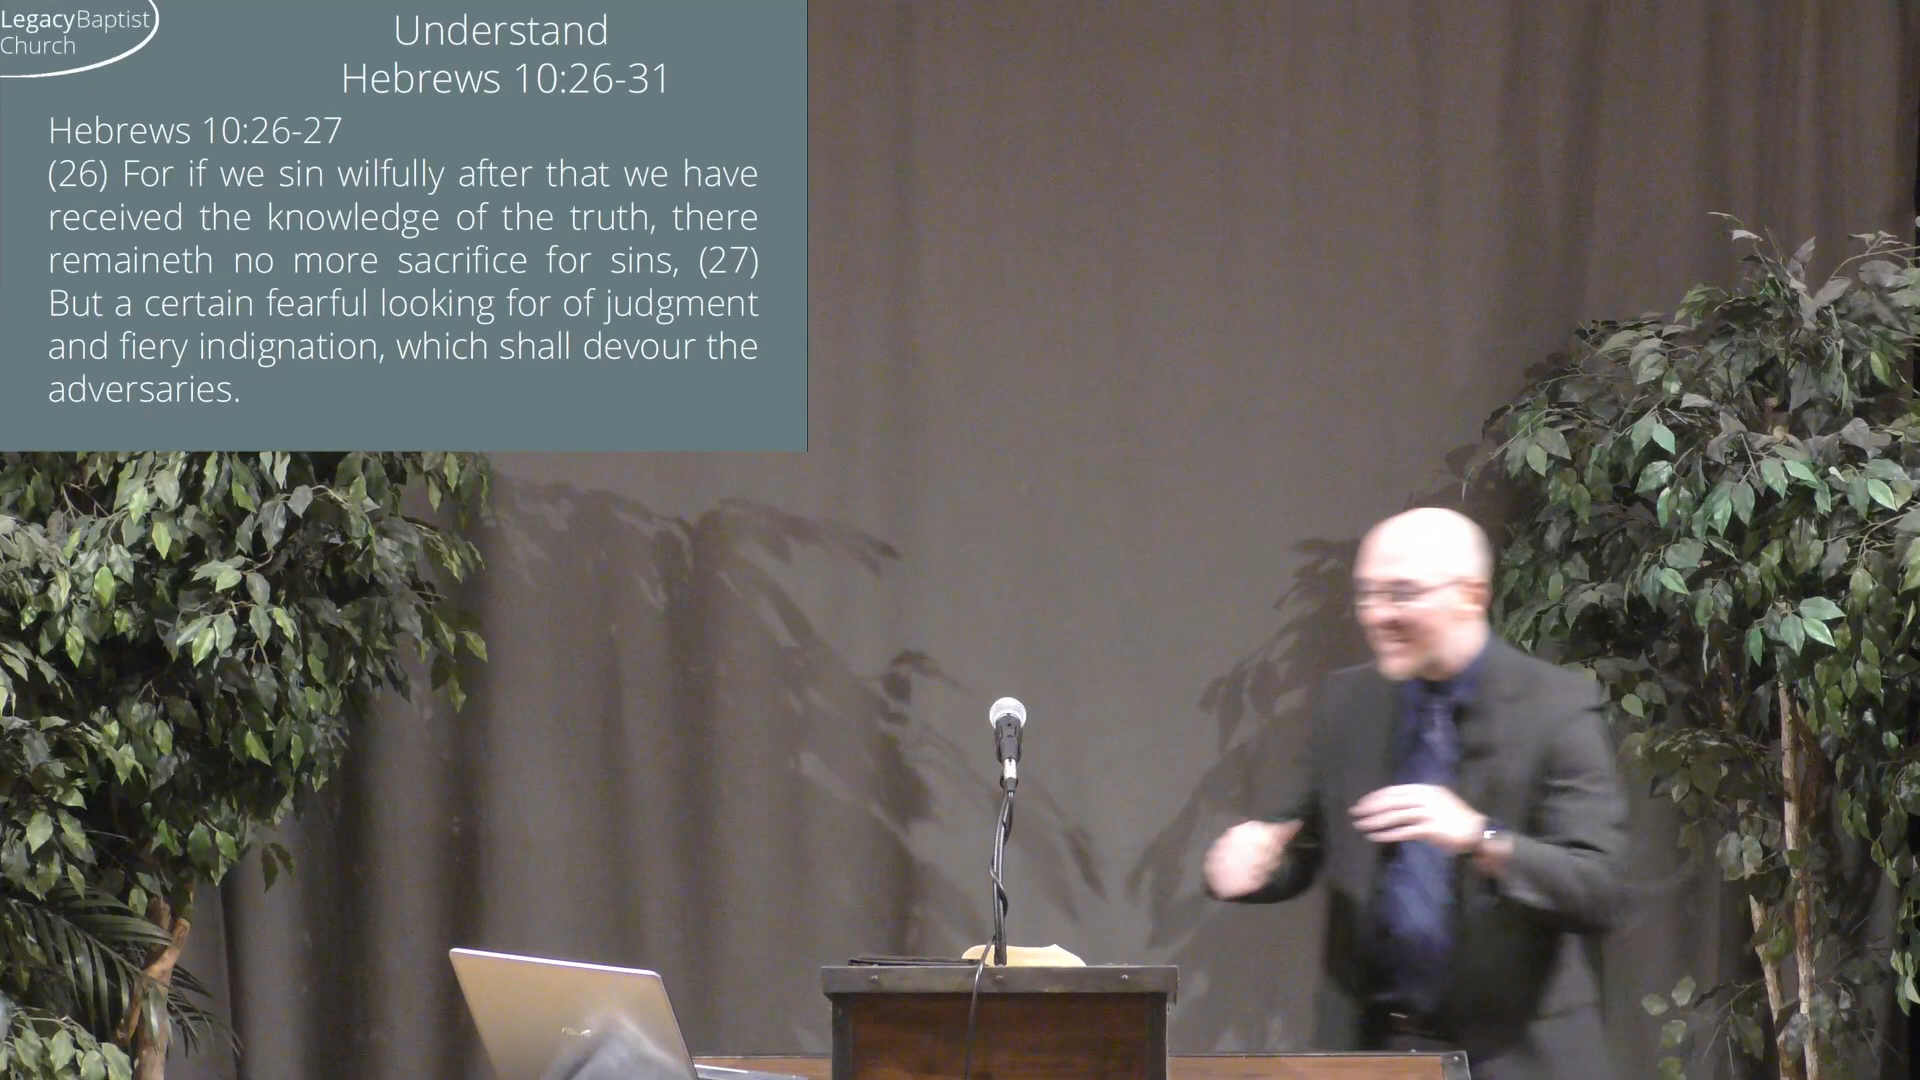 LegacyBaptist
Church
Understand
Hebrews 10:26-31
Hebrews 10:26-27
(26) For if we sin wilfully after that we have
received the knowledge of the truth, there
remaineth no more sacrifice for sins, (27)
But a certain fearful looking for of judgment
and fiery indignation, which shall devour the
adversaries.